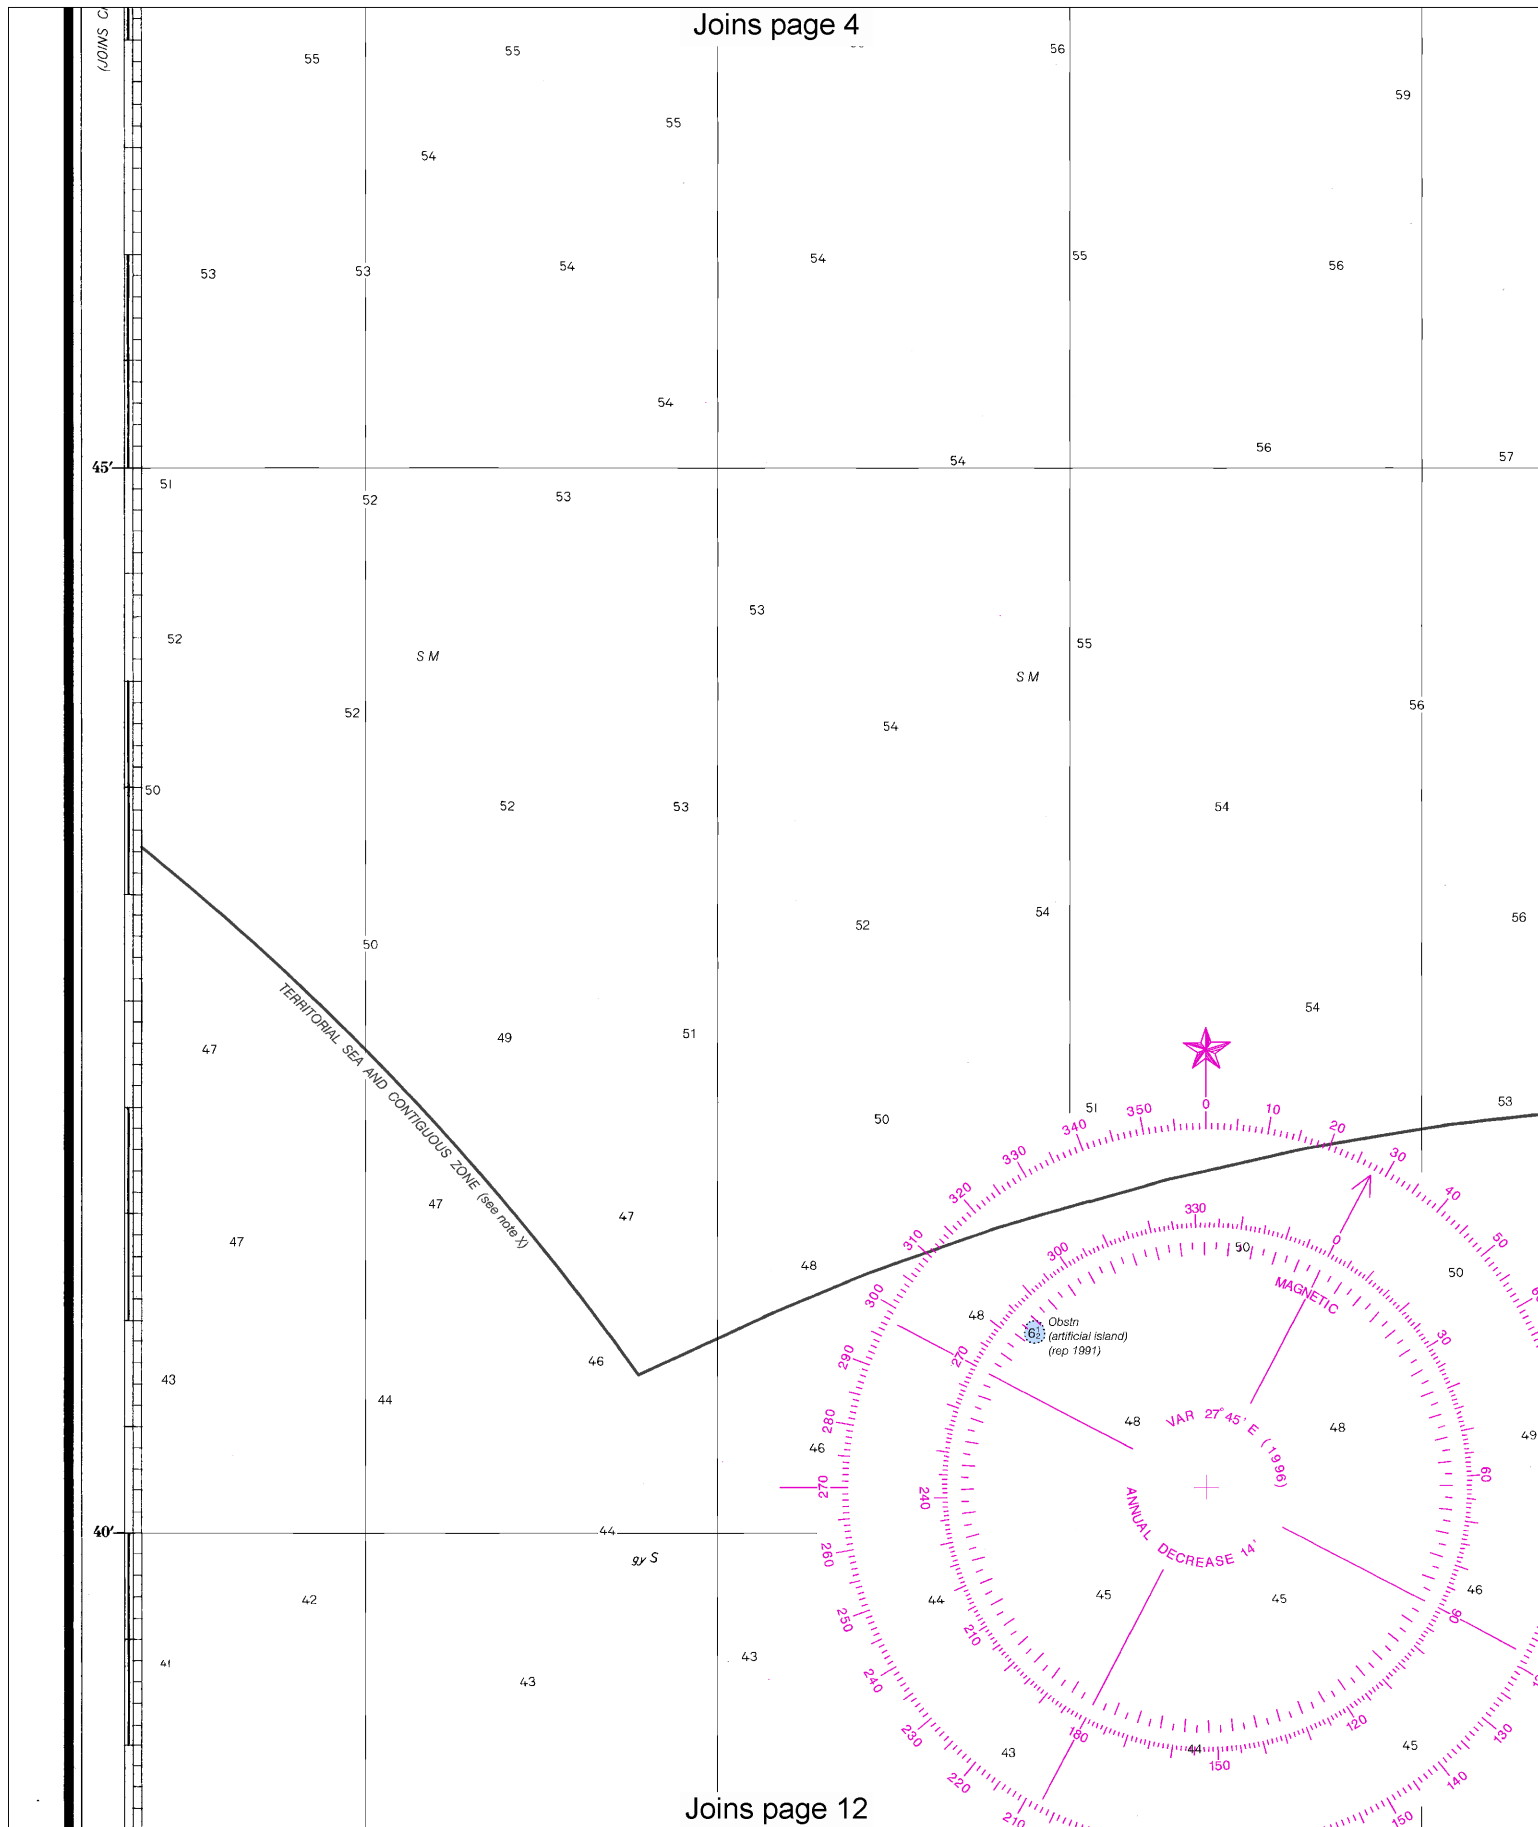 Joins page 4
(JOINS C
55 55 56
59
55
54
53 53 54 54 55 56
54
45′
54 56 57
51 52 53
53
52 55
S M
S M
52 54 56
50 52 53 54
52 54 56
50
54
TERRITORIAL SEA AND CONTIGUOUS ZONE (see note X)
47 49 51
50 51 53
0 10 20 30 40 50
350 340 330 320 310 300 290 280 270 260 250 240 230 220 210
47 47 47
330 0 30 60 90 120 150 180 210 240 270 300
50 50
MAGNETIC
48
48
6½
Obstn
(artificial island)
(rep 1991)
43 46
44
48 48 49
46
VAR 27°45' E (1996)
ANNUAL DECREASE 14'
40′
44
gy S
42 44 45 45 46
41 43 43
43 44 45
130 140 150
Joins page 12